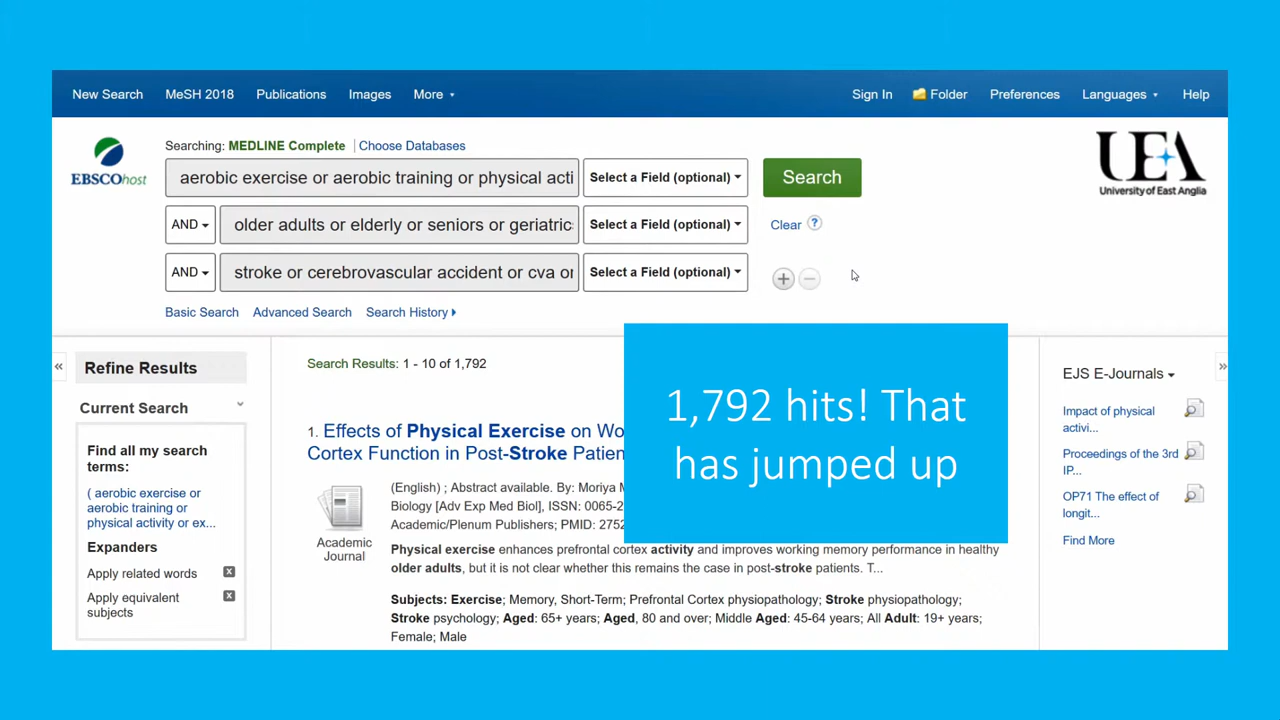 New Search MeSH 2018 Publications Images More Sign In Folder Preferences Languages Help
EBSCOhost
Searching: MEDLINE Complete Choose Databases
aerobic exercise or aerobic training or physical acti Select a Field (optional) Search
AND older adults or elderly or seniors or geriatric Select a Field (optional) Clear ?
AND stroke or cerebrovascular accident or cva or Select a Field (optional)
Basic Search Advanced Search Search History
UEA
University of East Anglia
«
Refine Results
Current Search
Find all my search
terms:
( aerobic exercise or
aerobic training or
physical activity or ex...
Expanders
Apply related words x
Apply equivalent x
subjects
Search Results: 1 - 10 of 1,792
1. Effects of Physical Exercise on Wo
Cortex Function in Post-Stroke Patien
Academic
Journal
(English) ; Abstract available. By: Moriya M
Biology [Adv Exp Med Biol], ISSN: 0065-2
Academic/Plenum Publishers; PMID: 2752
Physical exercise enhances prefrontal cortex activity and improves working memory performance in healthy
older adults, but it is not clear whether this remains the case in post-stroke patients. T...
Subjects: Exercise; Memory, Short-Term; Prefrontal Cortex physiopathology; Stroke physiopathology;
Stroke psychology; Aged: 65+ years; Aged, 80 and over; Middle Aged: 45-64 years; All Adult: 19+ years;
Female; Male
1,792 hits! That
has jumped up
»
EJS E-Journals
Impact of physical
activi...
Proceedings of the 3rd
IP...
OP71 The effect of
longit...
Find More